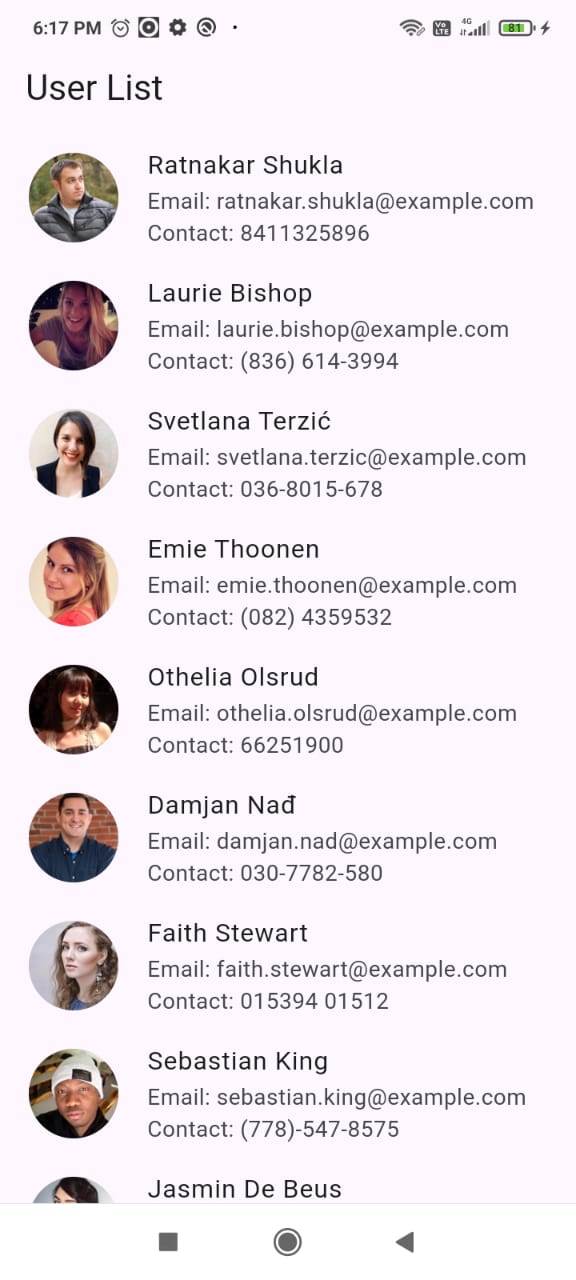 6:17 PM
Vo LTE 4G 81
User List
Ratnakar Shukla
Email: ratnakar.shukla@example.com
Contact: 8411325896
Laurie Bishop
Email: laurie.bishop@example.com
Contact: (836) 614-3994
Svetlana Terzić
Email: svetlana.terzic@example.com
Contact: 036-8015-678
Emie Thoonen
Email: emie.thoonen@example.com
Contact: (082) 4359532
Othelia Olsrud
Email: othelia.olsrud@example.com
Contact: 66251900
Damjan Nađ
Email: damjan.nad@example.com
Contact: 030-7782-580
Faith Stewart
Email: faith.stewart@example.com
Contact: 015394 01512
Sebastian King
Email: sebastian.king@example.com
Contact: (778)-547-8575
Jasmin De Beus